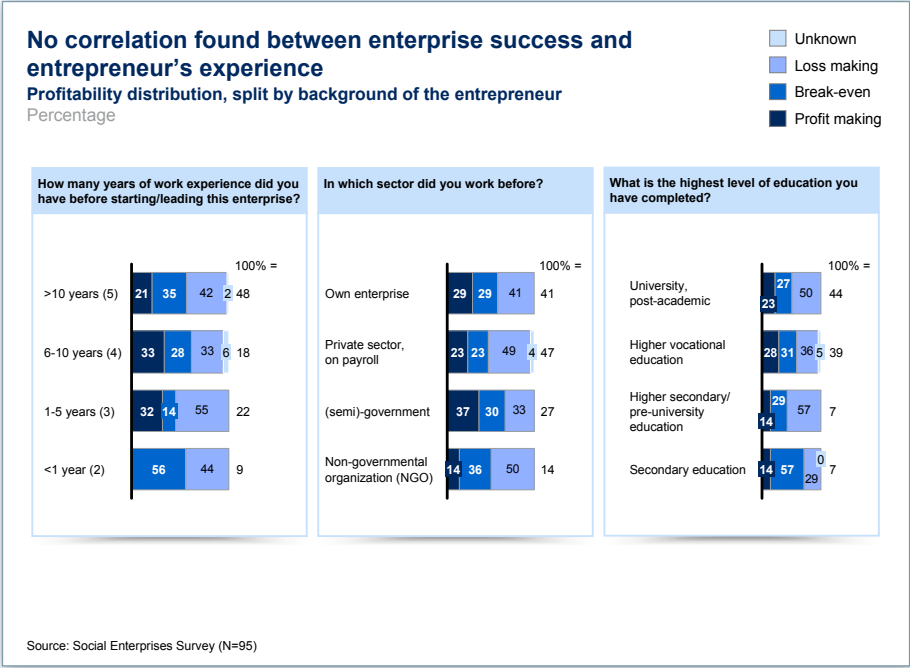 No correlation found between enterprise success and
entrepreneur’s experience
Profitability distribution, split by background of the entrepreneur
Percentage
Unknown
Loss making
Break-even
Profit making
How many years of work experience did you
have before starting/leading this enterprise?
100% =
>10 years (5) 21 35 42 2 48
6-10 years (4) 33 28 33 6 18
1-5 years (3) 32 14 55 22
<1 year (2) 56 44 9
In which sector did you work before?
100% =
Own enterprise 29 29 41 41
Private sector,
on payroll 23 23 49 4 47
(semi)-government 37 30 33 27
Non-governmental
organization (NGO) 14 36 50 14
What is the highest level of education you
have completed?
100% =
University,
post-academic 23 27 50 44
Higher vocational
education 28 31 36 5 39
Higher secondary/
pre-university
education 14 29 57 7
Secondary education 14 57 29 0 7
Source: Social Enterprises Survey (N=95)